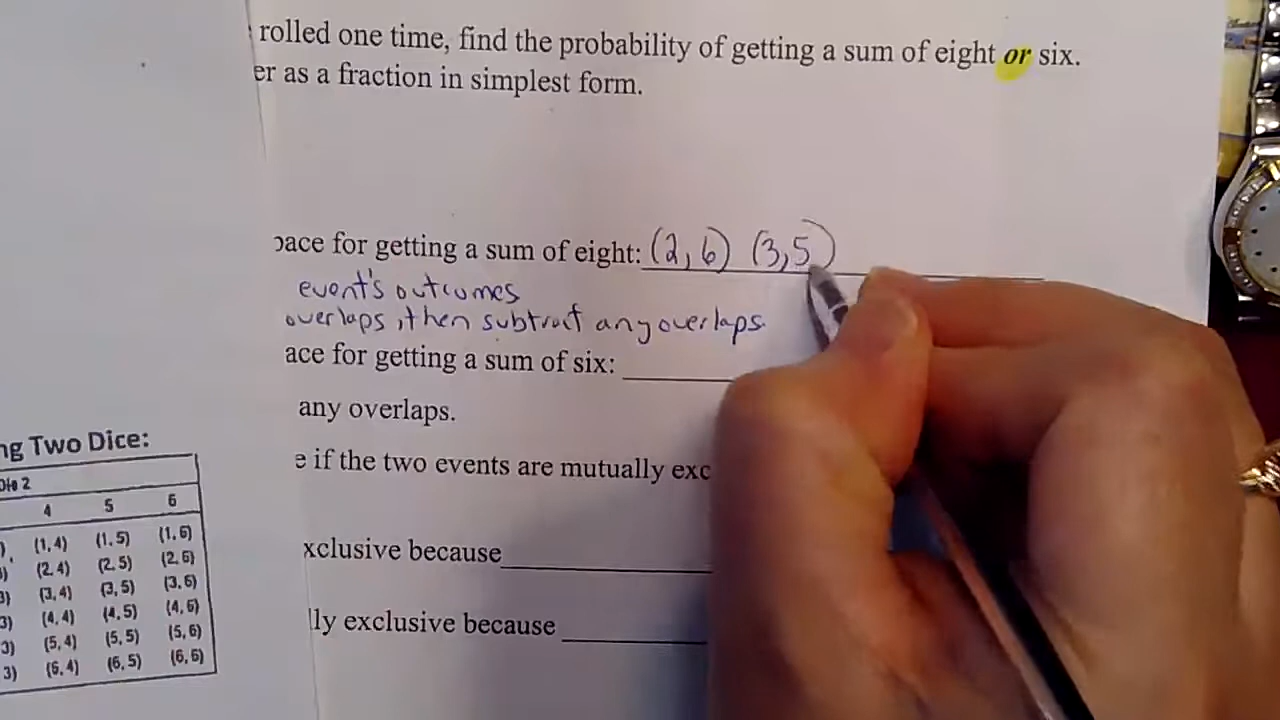 rolled one time, find the probability of getting a sum of eight or six.
er as a fraction in simplest form.
pace for getting a sum of eight: (2, 6) (3,5)
event's outcomes
overlaps, then subtract any overlaps.
ace for getting a sum of six:
any overlaps.
e if the two events are mutually exc
xclusive because
lly exclusive because
ng Two Dice:
Die 2
4 5 6
(1, 4) (1, 5) (1, 6)
(2, 4) (2, 5) (2, 6)
3) (3, 4) (3, 5) (3, 6)
3) (4, 4) (4, 5) (4, 6)
3) (5, 4) (5, 5) (5, 6)
3) (6, 4) (6, 5) (6, 6)